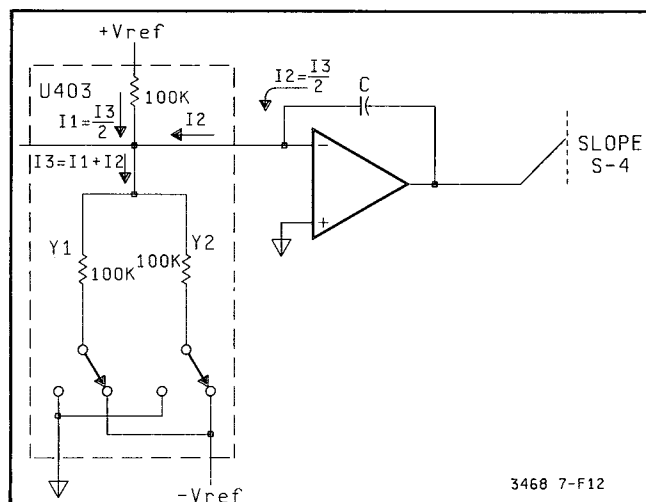 +Vref
U403
100K
I1=I3/2
I2
I2=I3/2
C
I3=I1+I2
−
+
SLOPE
S-4
Y1
Y2
100K
100K
-Vref
3468 7-F12